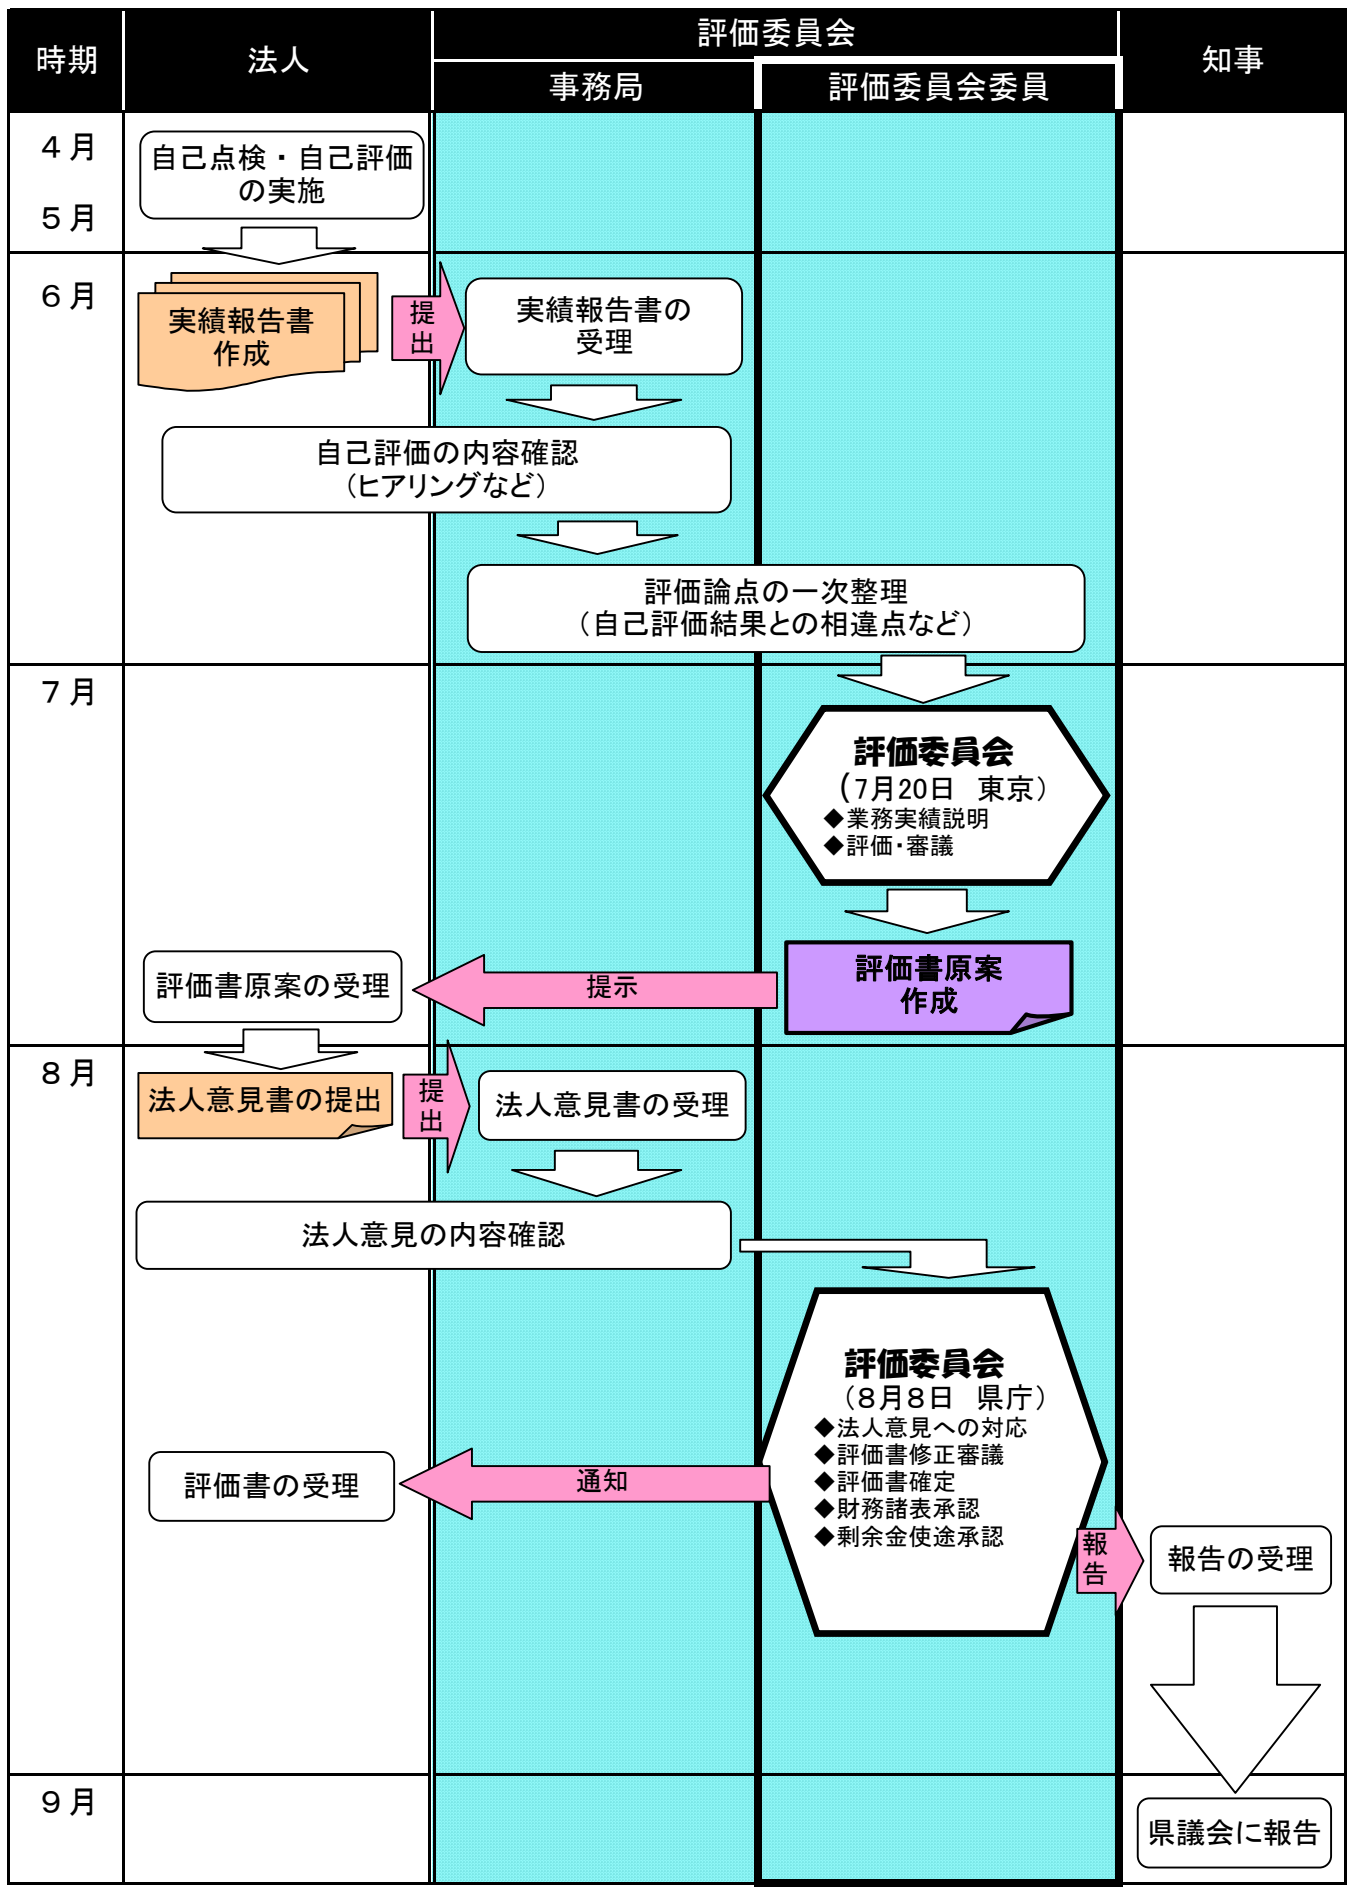 時期
法人
評価委員会
事務局
評価委員会委員
知事
４月
自己点検・自己評価
の実施
５月
６月
実績報告書
作成
提
出
実績報告書の
受理
自己評価の内容確認
（ヒアリングなど）
評価論点の一次整理
（自己評価結果との相違点など）
７月
評価委員会
（7月20日　東京）
◆業務実績説明
◆評価・審議
評価書原案
作成
提示
評価書原案の受理
８月
法人意見書の提出
提
出
法人意見書の受理
法人意見の内容確認
評価委員会
（８月８日　県庁）
◆法人意見への対応
◆評価書修正審議
◆評価書確定
◆財務諸表承認
◆剰余金使途承認
通知
評価書の受理
報
告
報告の受理
９月
県議会に報告